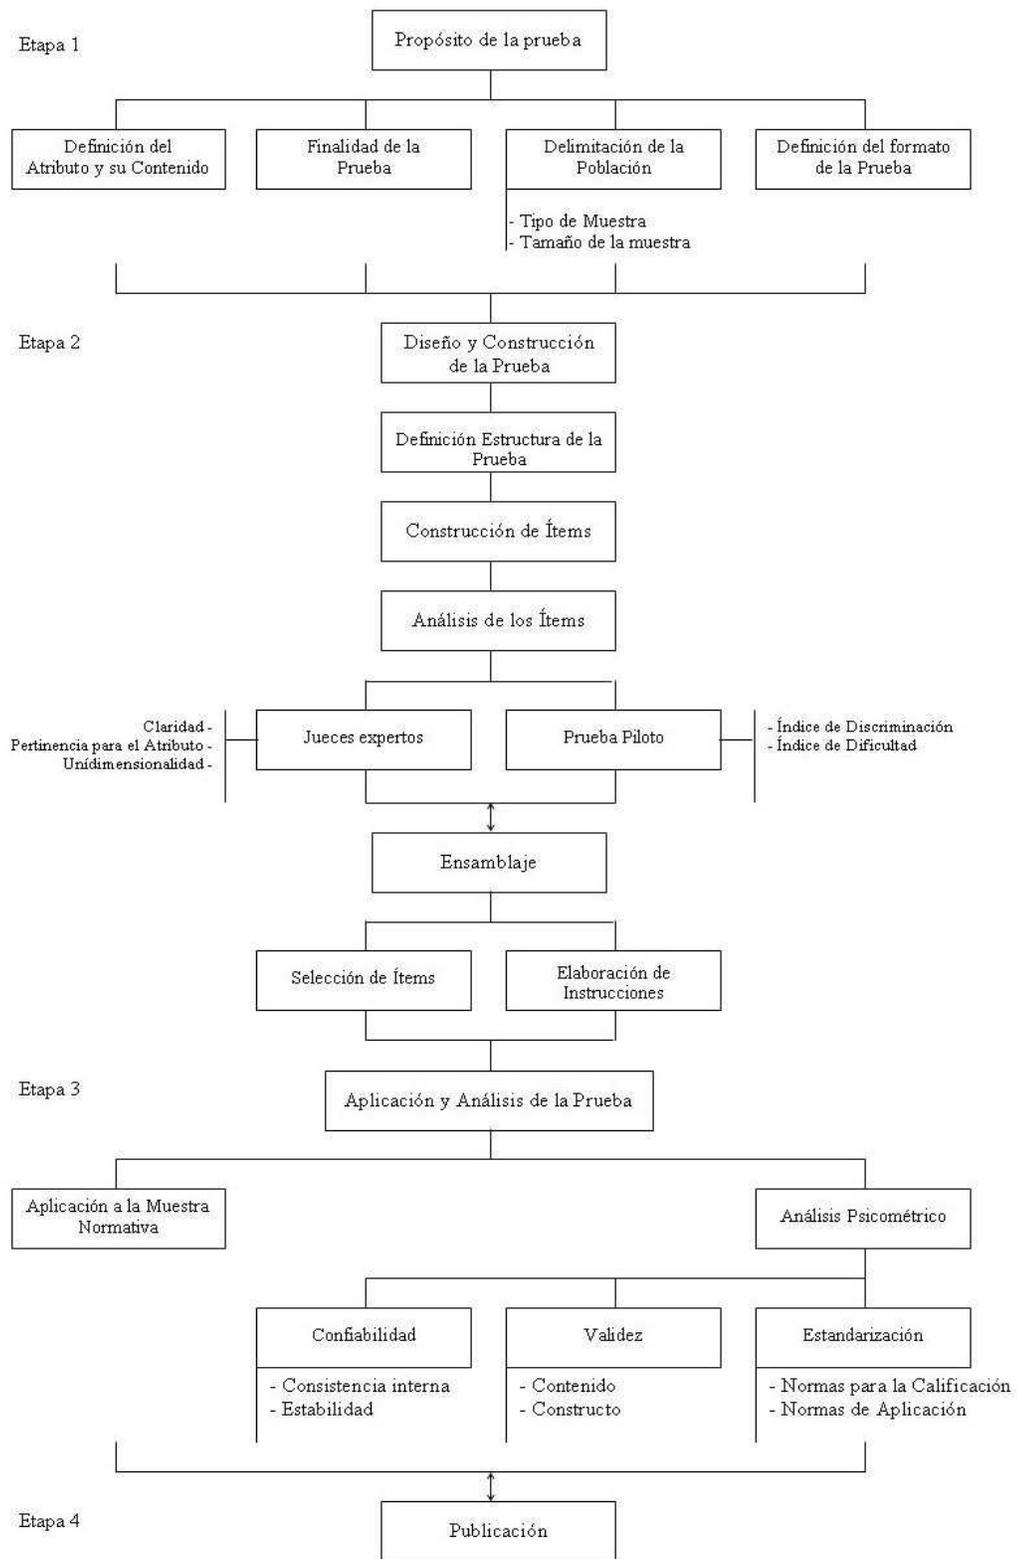 Etapa 1
Propósito de la prueba
Definición del
Atributo y su Contenido
Finalidad de la
Prueba
Delimitación de la
Población
Definición del formato
de la Prueba
- Tipo de Muestra
- Tamaño de la muestra
Etapa 2
Diseño y Construcción
de la Prueba
Definición Estructura de la
Prueba
Construcción de Ítems
Análisis de los Ítems
Claridad -
Pertinencia para el Atributo -
Unídimensionalidad -
Jueces expertos
Prueba Piloto
- Índice de Discriminación
- Índice de Dificultad
Ensamblaje
Selección de Ítems
Elaboración de
Instrucciones
Etapa 3
Aplicación y Análisis de la Prueba
Aplicación a la Muestra
Normativa
Análisis Psicométrico
Confiabilidad
- Consistencia interna
- Estabilidad
Validez
- Contenido
- Constructo
Estandarización
- Normas para la Calificación
- Normas de Aplicación
Etapa 4
Publicación